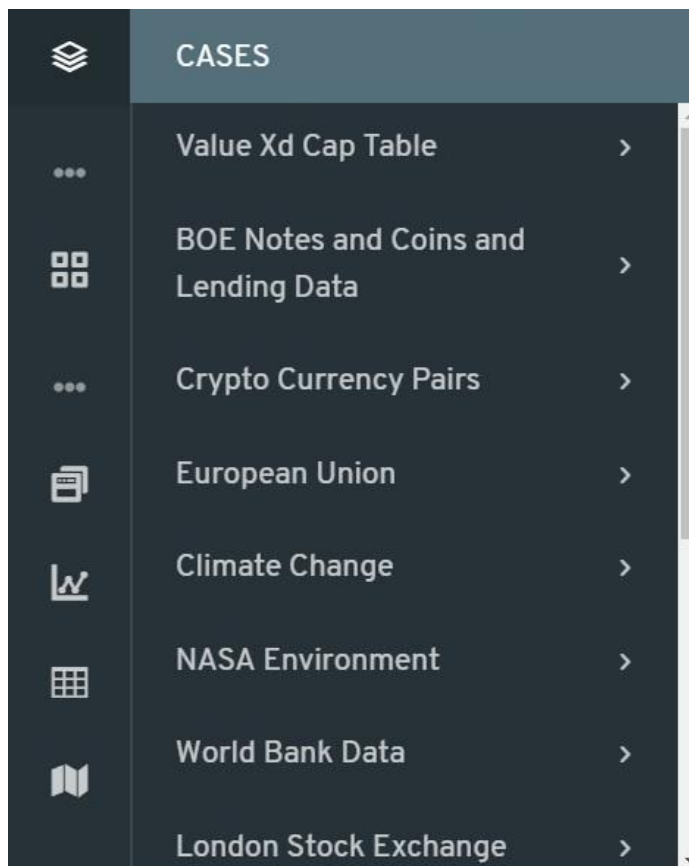 CASES
Value Xd Cap Table
BOE Notes and Coins and
Lending Data
Crypto Currency Pairs
European Union
Climate Change
NASA Environment
World Bank Data
London Stock Exchange